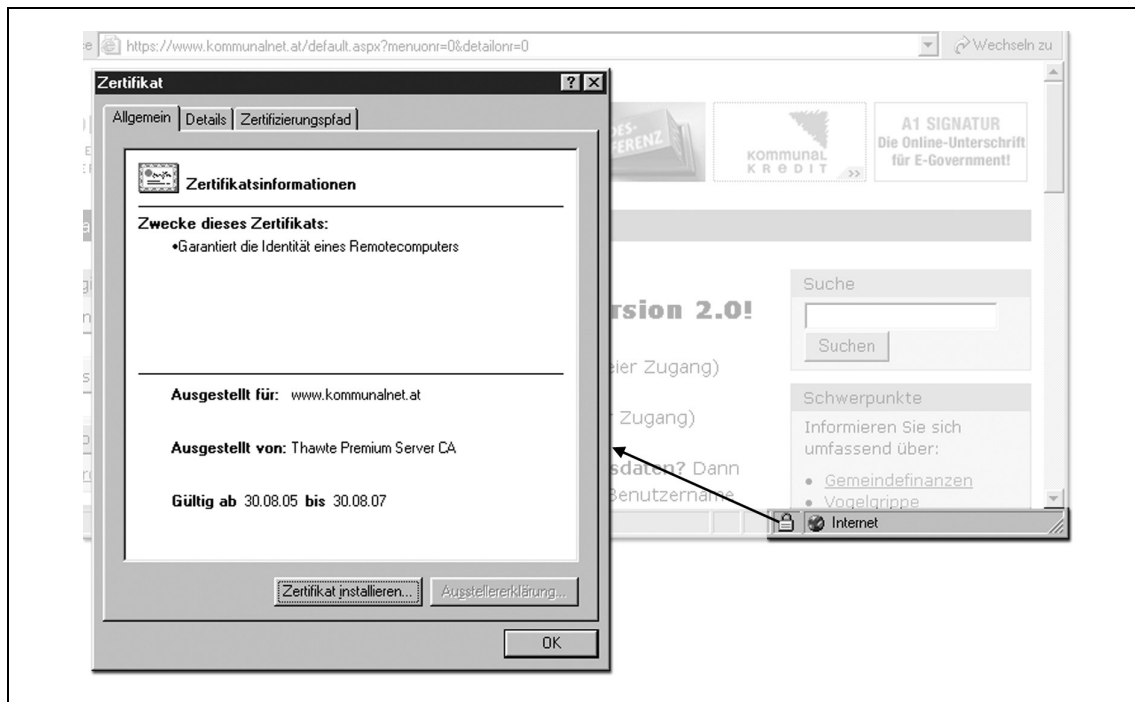 https://www.kommunalnet.at/default.aspx?menuonr=0&detailonr=0
Wechseln zu
Zertifikat
Allgemein
Details
Zertifizierungspfad
Zertifikatsinformationen
Zwecke dieses Zertifikats:
•Garantiert die Identität eines Remotecomputers
Ausgestellt für: www.kommunalnet.at
Ausgestellt von: Thawte Premium Server CA
Gültig ab 30.08.05 bis 30.08.07
Zertifikat installieren...
Ausstellererklärung...
OK
KOMMUNAL
KREDIT >>
A1 SIGNATUR
Die Online-Unterschrift
für E-Government!
2.0!
Zugang)
Zugang)
Dann
Benutzername
Suche
Suchen
Schwerpunkte
Informieren Sie sich
umfassend über:
• Gemeindefinanzen
• Vogelgrippe
Internet